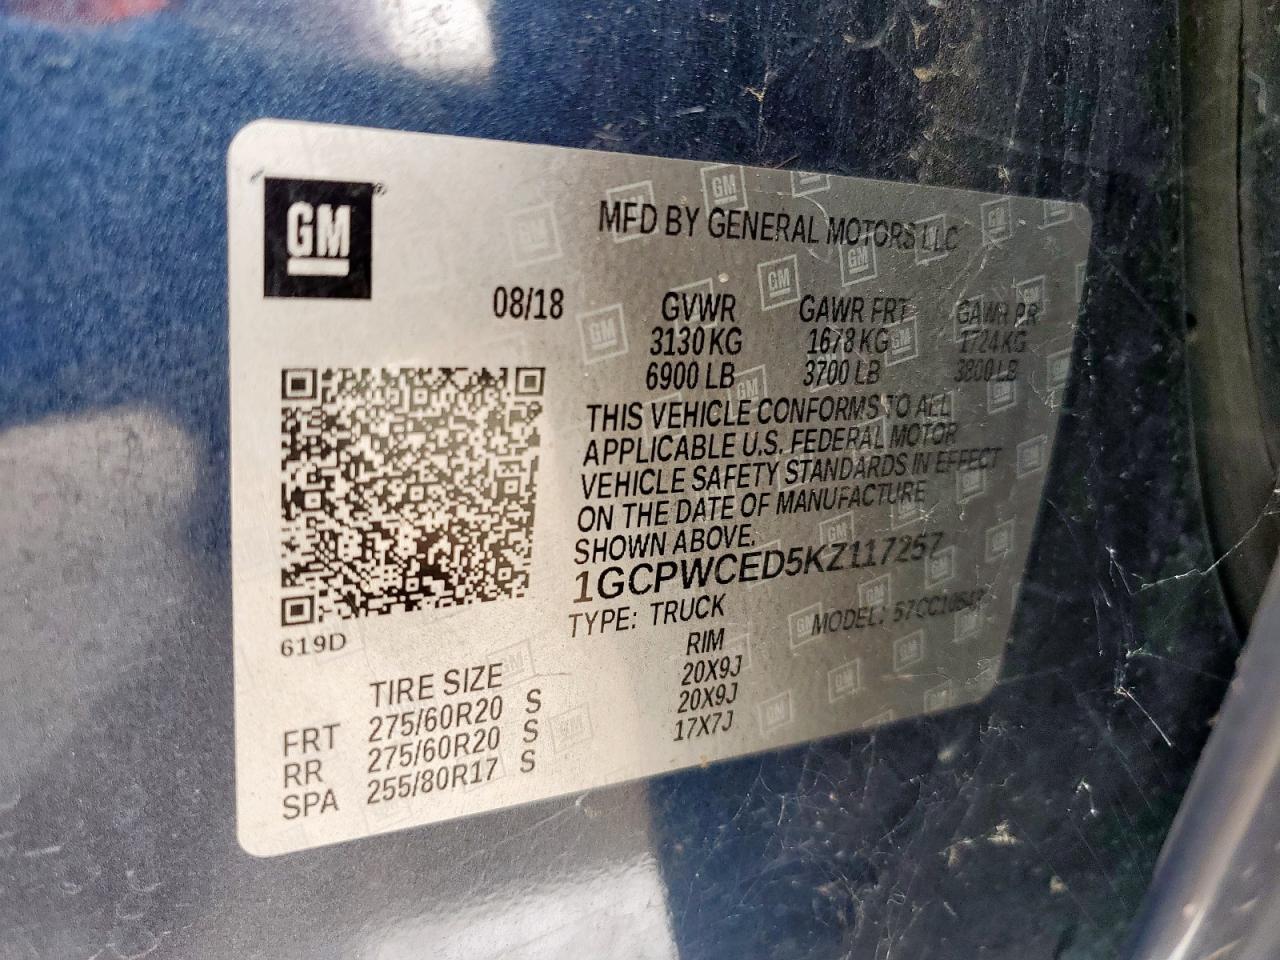 GM
MFD BY GENERAL MOTORS LLC
08/18
GVWR GAWR FRT GAWR RR
3130 KG 1678 KG 1724 KG
6900 LB 3700 LB 3800 LB
THIS VEHICLE CONFORMS TO ALL
APPLICABLE U.S. FEDERAL MOTOR
VEHICLE SAFETY STANDARDS IN EFFECT
ON THE DATE OF MANUFACTURE
SHOWN ABOVE.
1GCPWCED5KZ117257
TYPE: TRUCK MODEL:
619D
TIRE SIZE RIM
FRT 275/60R20 S 20X9J
RR 275/60R20 S 20X9J
SPA 255/80R17 S 17X7J